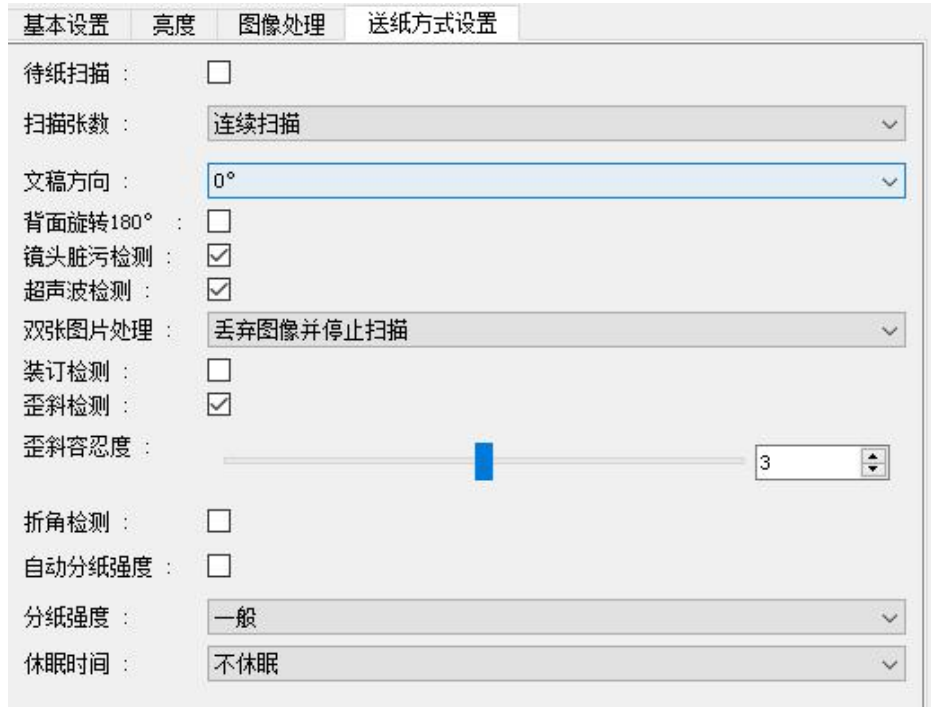 基本设置 亮度 图像处理 送纸方式设置
待纸扫描 :
扫描张数 : 连续扫描
文稿方向 : 0°
背面旋转180° :
镜头脏污检测 :
超声波检测 :
双张图片处理 : 丢弃图像并停止扫描
装订检测 :
歪斜检测 :
歪斜容忍度 : 3
折角检测 :
自动分纸强度 :
分纸强度 : 一般
休眠时间 : 不休眠